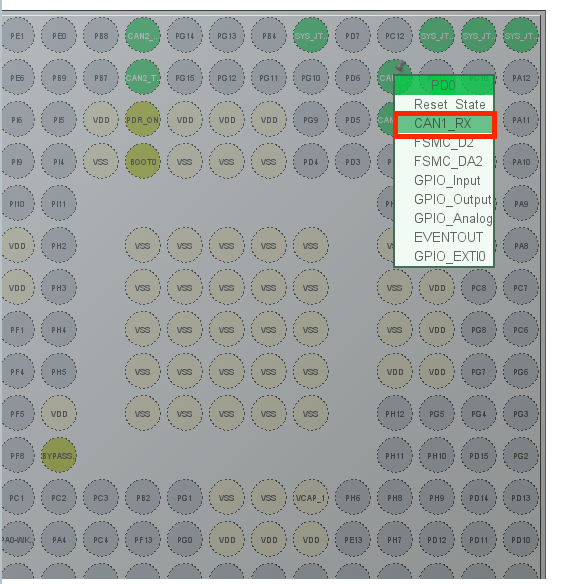 PE1 PE0 PB8 CAN2_... PG14 PG13 PB4 SYS_JT... PD7 PC12 SYS_JT... SYS_JT... SYS_JT...
PE6 PB9 PB7 CAN2_T... PG15 PG12 PG11 PG10 PD6 PA12
PD0
Reset_State
PI6 PI5 VDD PDR_ON VDD VDD VDD PG9 PD5 PA11
CAN1_RX
FSMC_D2
PI9 PI4 VSS BOOT0 VSS VSS VSS PD4 PD3 PA10
FSMC_DA2
GPIO_Input
PI10 PI11 PA9
GPIO_Output
GPIO_Analog
VDD PH2 VSS VSS VSS VSS VSS PA8
EVENTOUT
GPIO_EXTI0
VDD PH3 VSS VSS VSS VSS VSS VSS VDD PC8 PC7
PF1 PH4 VSS VSS VSS VSS VSS VSS VDD PG8 PC6
PF4 PH5 VSS VSS VSS VSS VSS VDD VDD PG7 PG6
PF5 VDD VSS VSS VSS VSS VSS PH12 PG5 PG4 PG3
PF8 BYPASS... PH11 PH10 PD15 PG2
PC1 PC2 PC3 PB2 PG1 VSS VSS VCAP_1 PH6 PH8 PH9 PD14 PD13
PA0-WK... PA4 PC4 PF13 PG0 VDD VDD VDD PE13 PH7 PD12 PD11 PD10